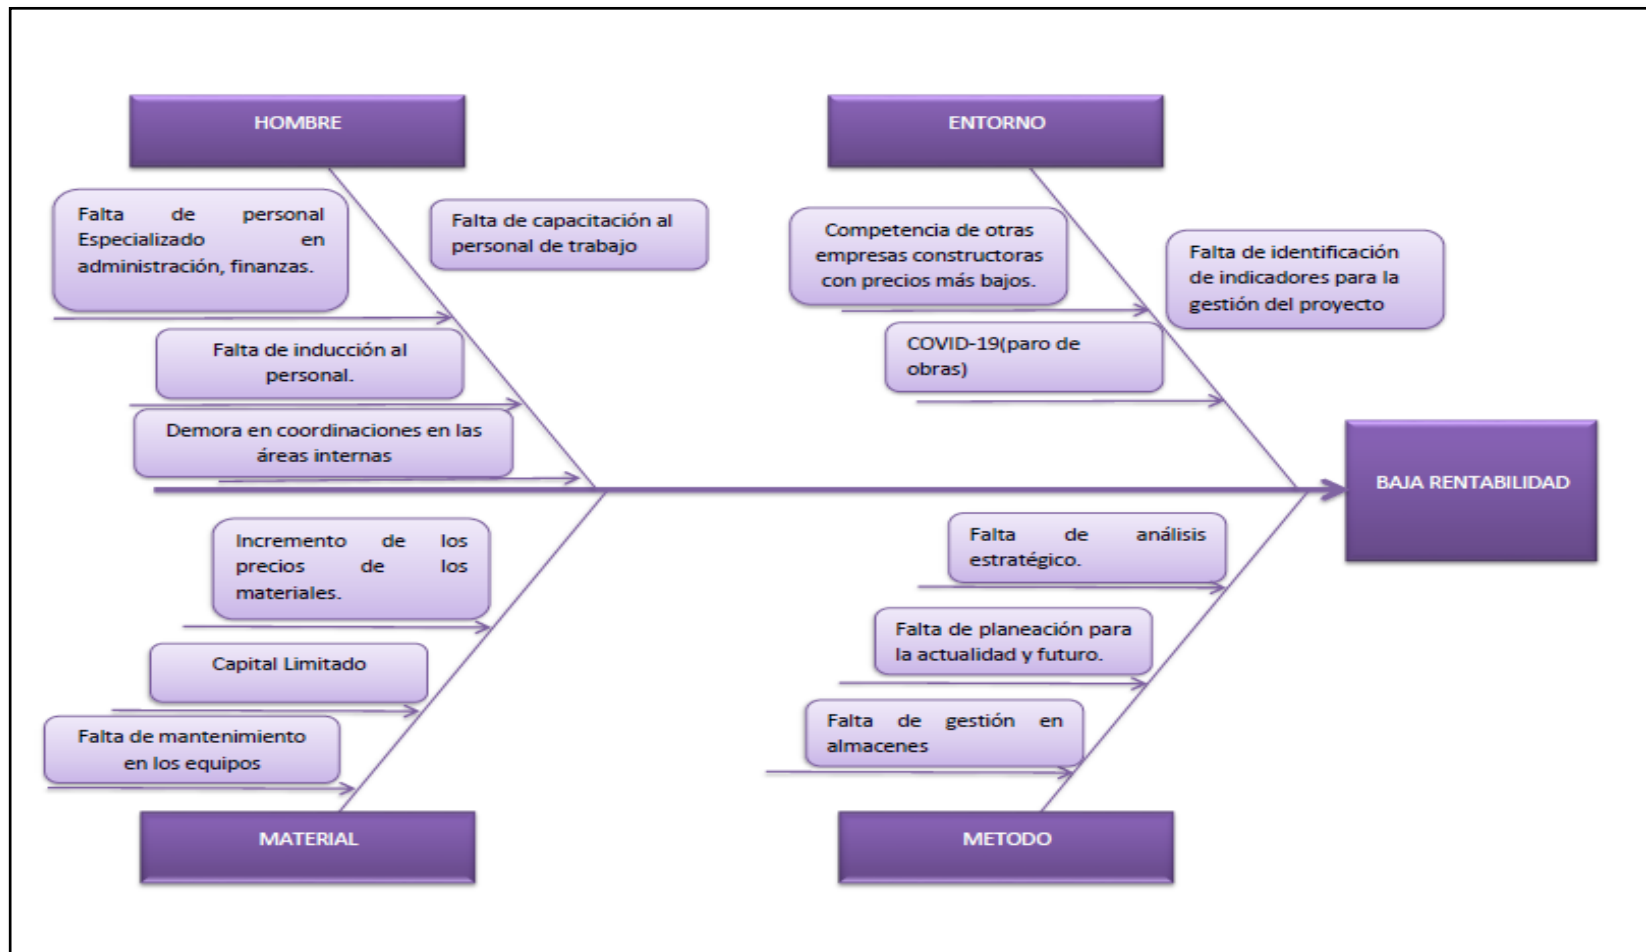 HOMBRE
Falta de personal
Especializado en
administración, finanzas.
Falta de capacitación al
personal de trabajo
Falta de inducción al
personal.
Demora en coordinaciones en las
áreas internas
ENTORNO
Competencia de otras
empresas constructoras
con precios más bajos.
Falta de identificación
de indicadores para la
gestión del proyecto
COVID-19(paro de
obras)
BAJA RENTABILIDAD
Incremento de los
precios de los
materiales.
Capital Limitado
Falta de mantenimiento
en los equipos
MATERIAL
Falta de análisis
estratégico.
Falta de planeación para
la actualidad y futuro.
Falta de gestión en
almacenes
METODO